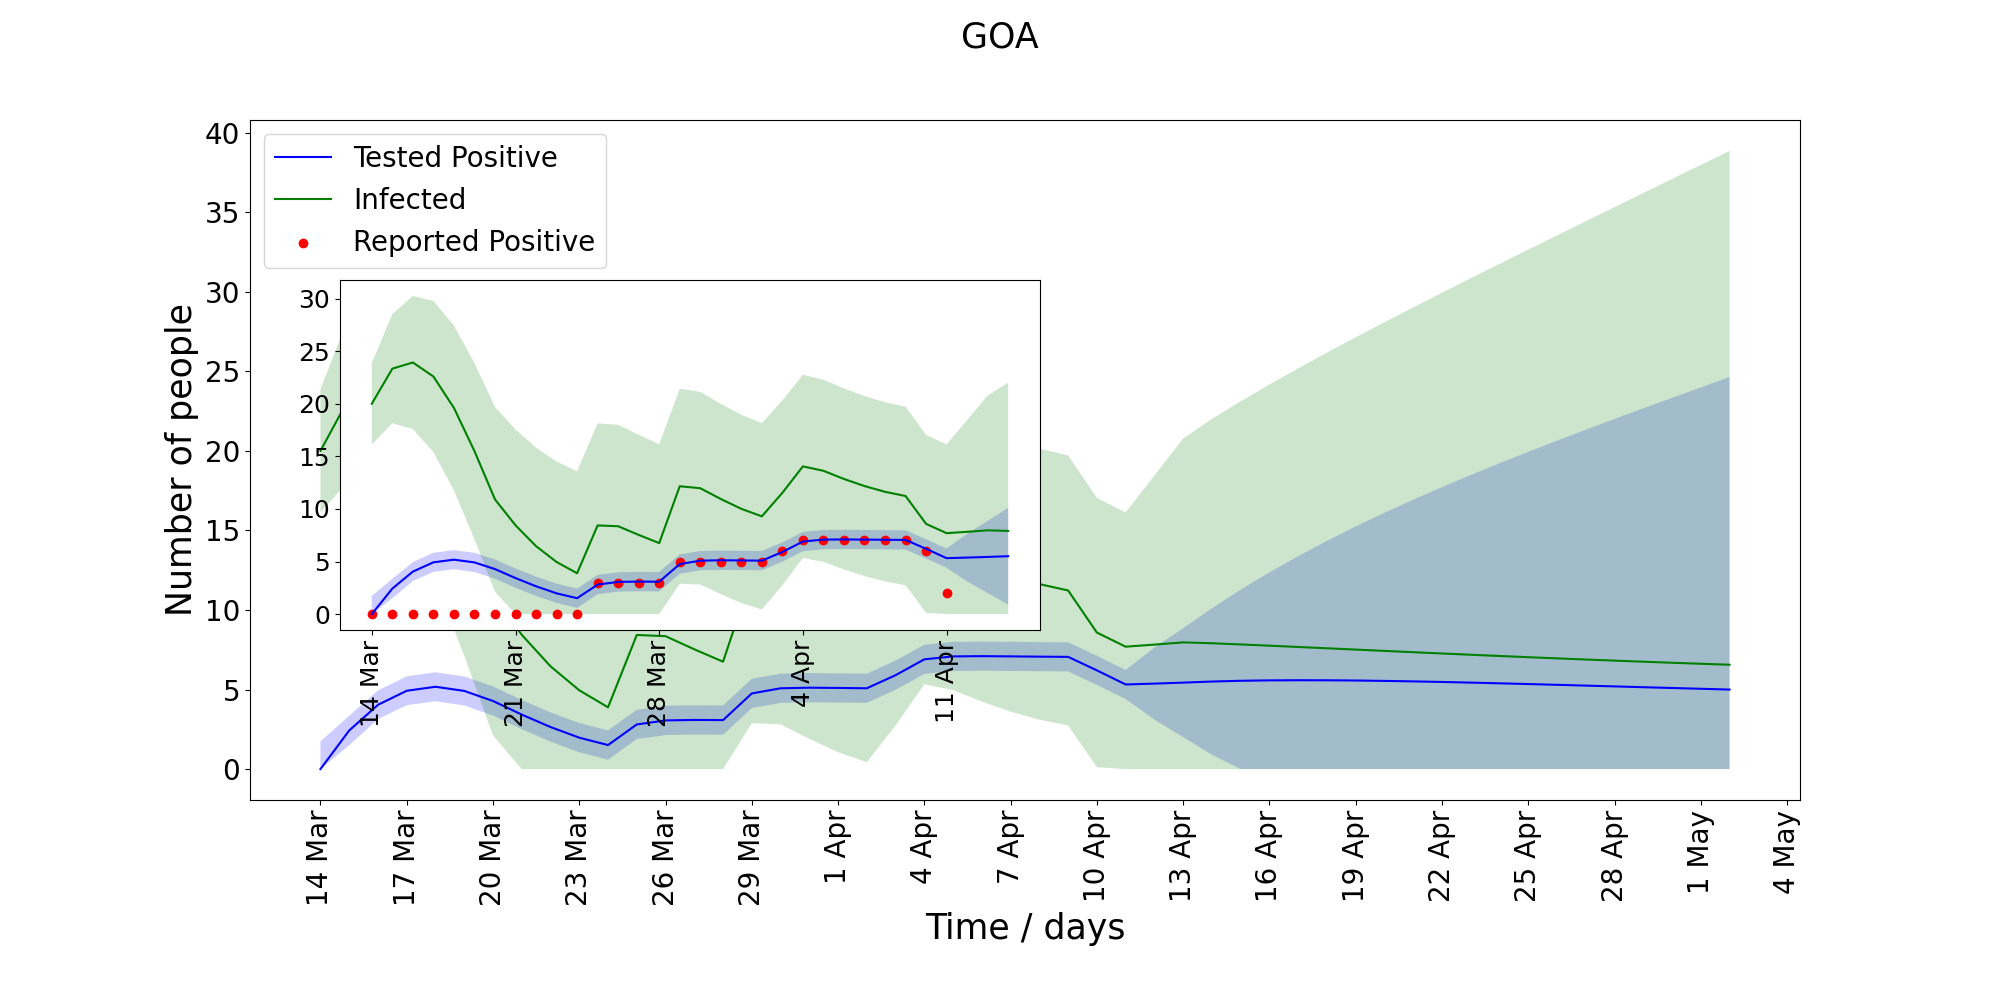 GOA
Tested Positive
Infected
Reported Positive
Number of people
40
35
30
25
20
15
10
5
0
30
25
20
15
10
5
0
14 Mar
21 Mar
28 Mar
4 Apr
11 Apr
14 Mar
17 Mar
20 Mar
23 Mar
26 Mar
29 Mar
1 Apr
4 Apr
7 Apr
10 Apr
13 Apr
16 Apr
19 Apr
22 Apr
25 Apr
28 Apr
1 May
4 May
Time / days